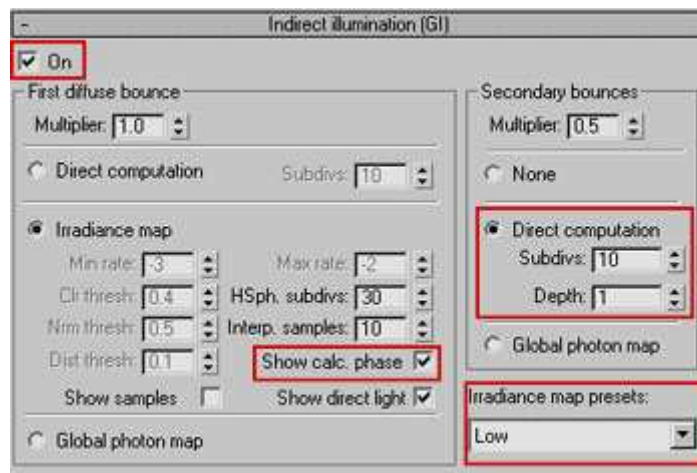 Indirect illumination (GI)
On
First diffuse bounce
Multiplier: 1.0
Direct computation Subdivs: 10
Irradiance map
Min rate: -3 Max rate: -2
Clr thresh: 0.4 HSph. subdivs: 30
Nrm thresh: 0.5 Interp. samples: 10
Dist thresh: 0.1 Show calc. phase
Show samples Show direct light
Global photon map
Secondary bounces
Multiplier: 0.5
None
Direct computation
Subdivs: 10
Depth: 1
Global photon map
Irradiance map presets:
Low